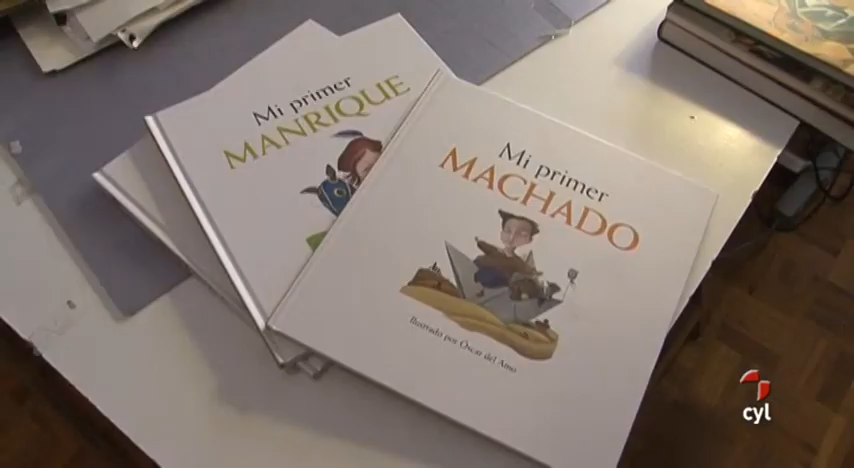 Mi primer
MANRIQUE
Mi primer
MACHADO
Ilustrado por Óscar del Amo
cyl